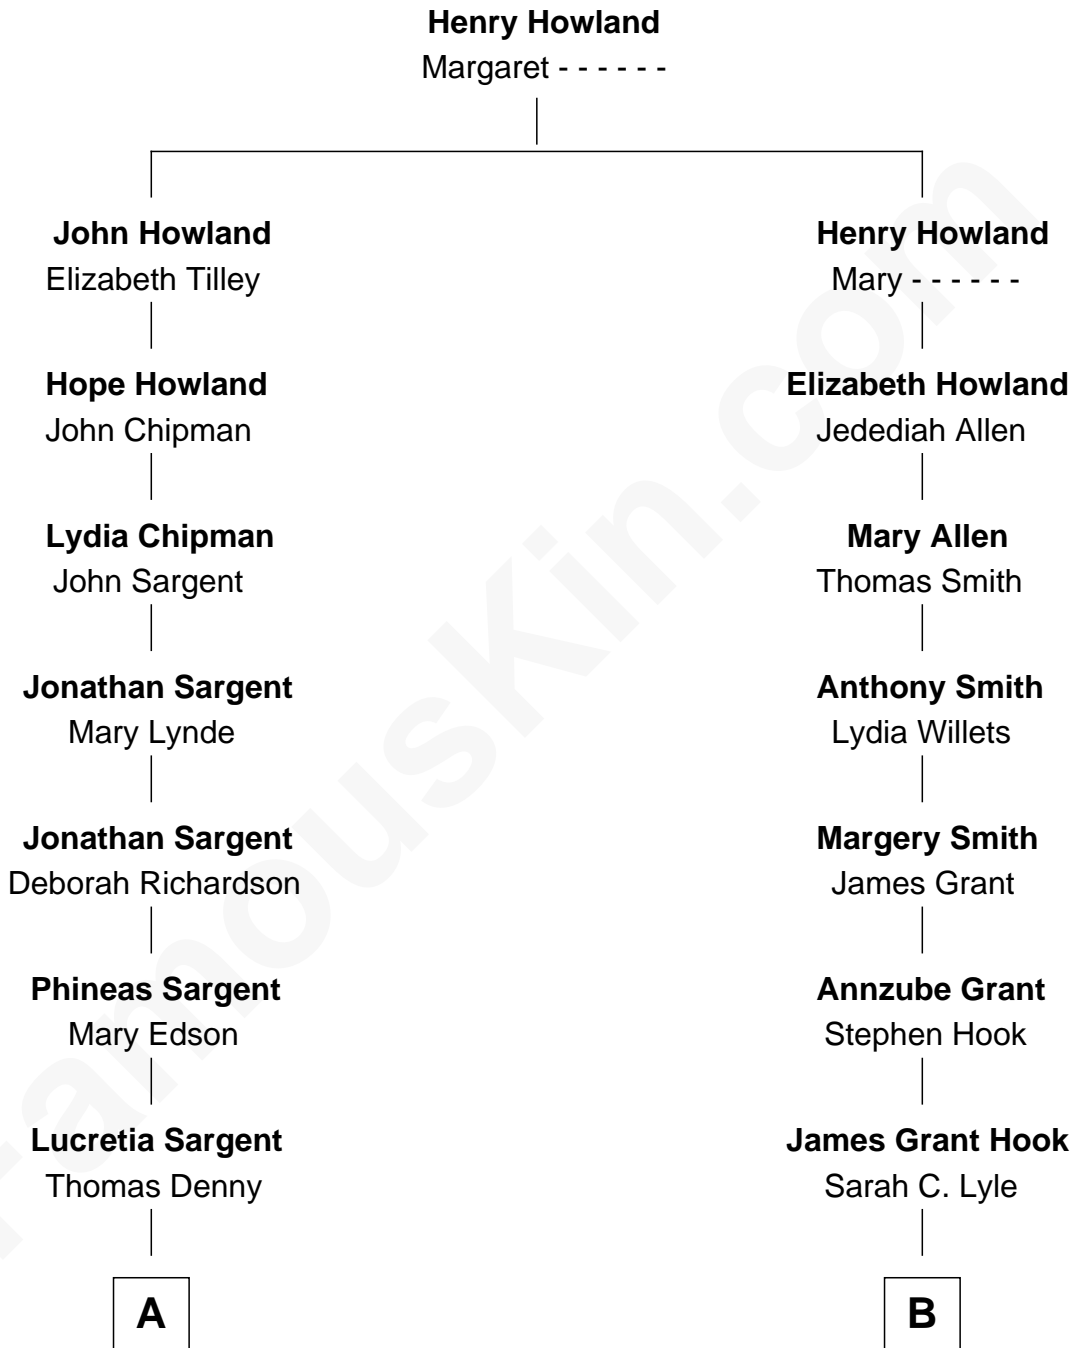 Henry Howland
Margaret - - - - - -
John Howland
Elizabeth Tilley
Henry Howland
Mary - - - - - -
Hope Howland
John Chipman
Elizabeth Howland
Jedediah Allen
Lydia Chipman
John Sargent
Mary Allen
Thomas Smith
Jonathan Sargent
Mary Lynde
Anthony Smith
Lydia Willets
Jonathan Sargent
Deborah Richardson
Margery Smith
James Grant
Phineas Sargent
Mary Edson
Annzube Grant
Stephen Hook
Lucretia Sargent
Thomas Denny
James Grant Hook
Sarah C. Lyle
A
B
FamousKin.com